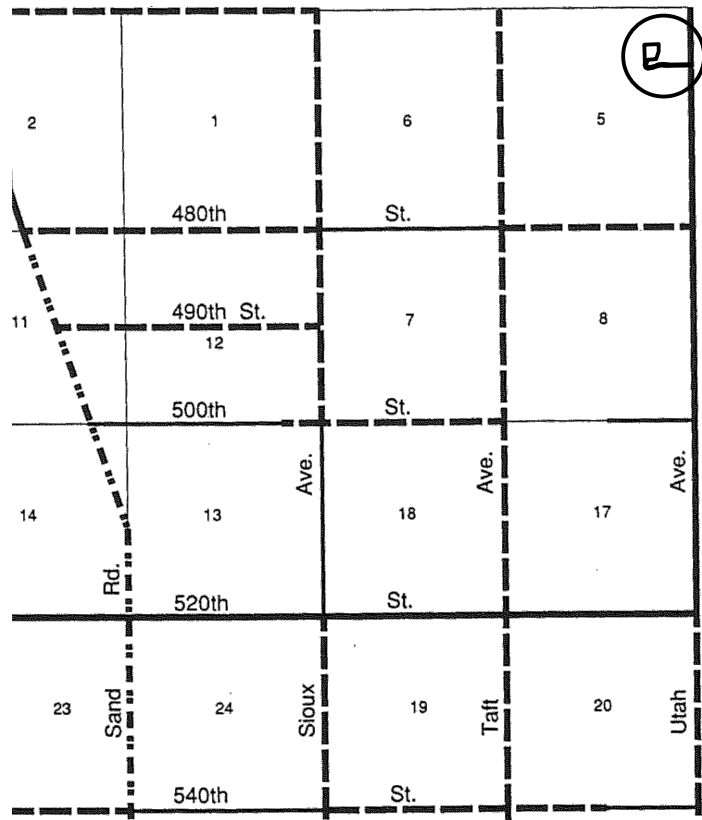 2 1 6 5
480th St.
11 490th St. 7 8
12
500th St.
Ave. Ave. Ave.
14 13 18 17
Rd.
520th St.
23 Sand 24 Sioux 19 Taft 20 Utah
540th St.